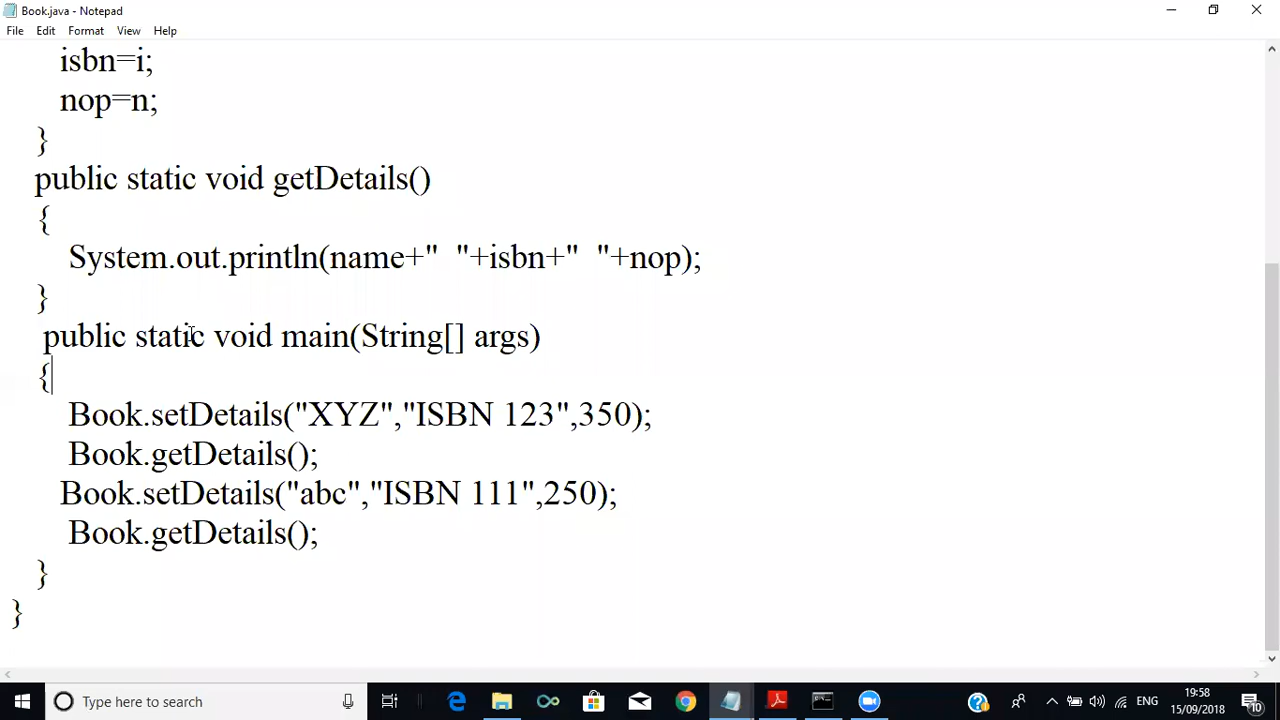 Book.java - Notepad
File Edit Format View Help
isbn=i;
nop=n;
}
public static void getDetails()
{
System.out.println(name+"  "+isbn+"  "+nop);
}
public static void main(String[] args)
{
Book.setDetails("XYZ","ISBN 123",350);
Book.getDetails();
Book.setDetails("abc","ISBN 111",250);
Book.getDetails();
}
}
Type here to search
ENG
19:58
15/09/2018
10